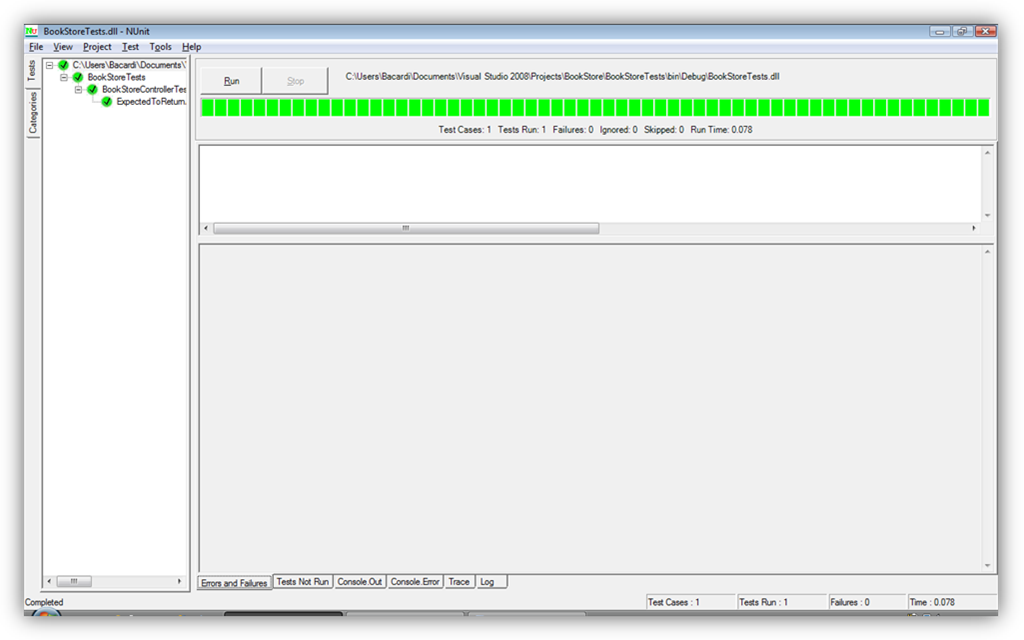 BookStoreTests.dll - NUnit
File View Project Test Tools Help
Tests
Categories
C:\Users\Bacardi\Documents\
BookStoreTests
BookStoreControllerTes
ExpectedToReturn.
Run Stop C:\Users\Bacardi\Documents\Visual Studio 2008\Projects\BookStore\BookStoreTests\bin\Debug\BookStoreTests.dll
Test Cases: 1 Tests Run: 1 Failures: 0 Ignored: 0 Skipped: 0 Run Time: 0.078
Errors and Failures Tests Not Run Console.Out Console.Error Trace Log
Completed Test Cases : 1 Tests Run : 1 Failures : 0 Time : 0.078